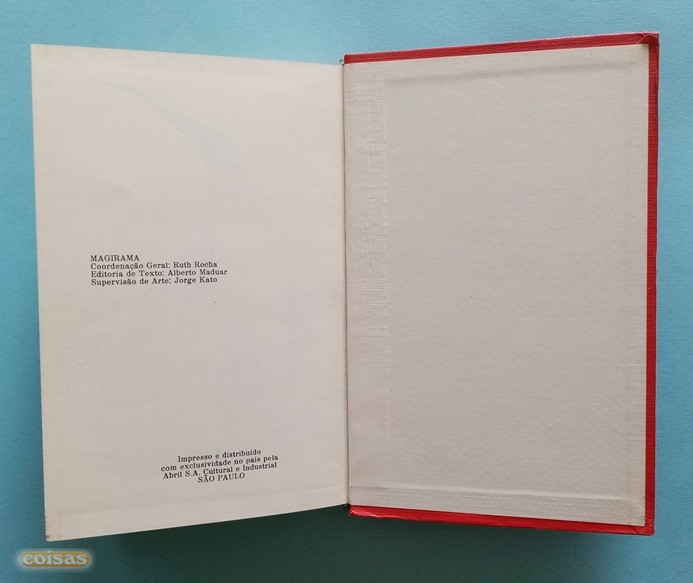 MAGIRAMA
Coordenação Geral: Ruth Rocha
Editoria de Texto: Alberto Maduar
Supervisão de Arte: Jorge Kato
Impresso e distribuído
com exclusividade no país pela
Abril S.A. Cultural e Industrial
SÃO PAULO
coisas